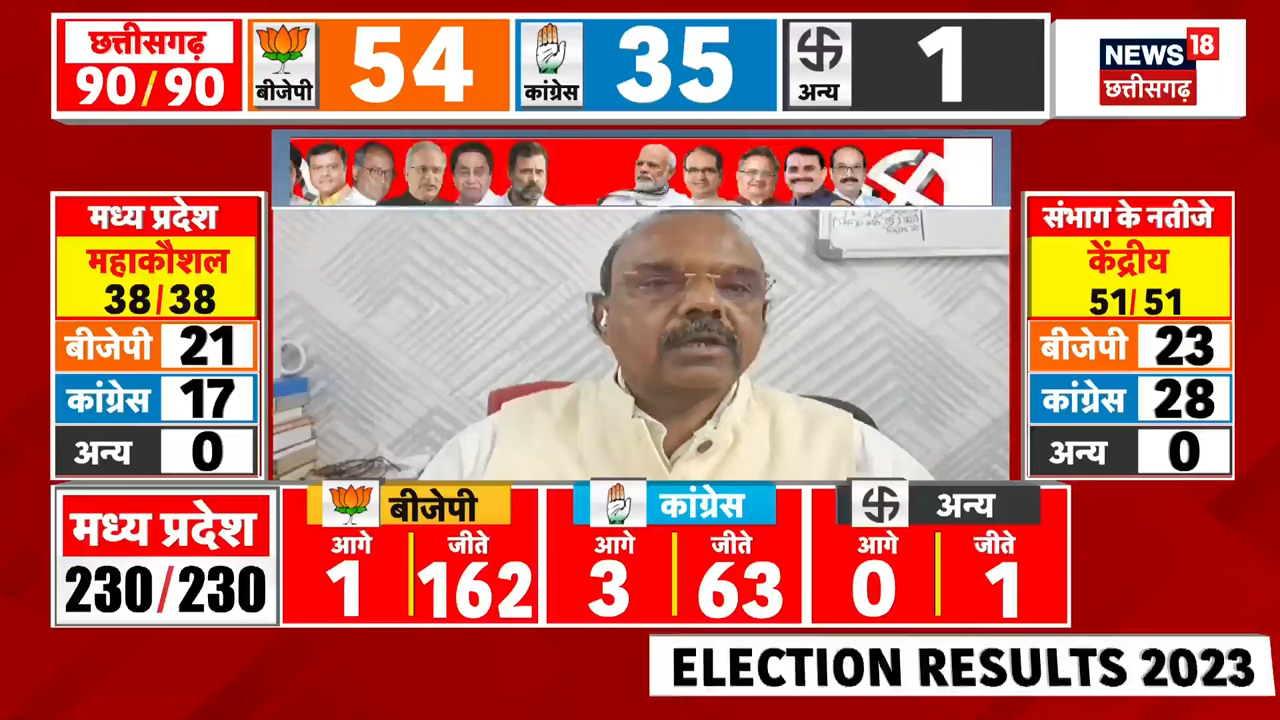 छत्तीसगढ़
90/90
बीजेपी
54
कांग्रेस
35
अन्य
1
NEWS 18
छत्तीसगढ़
मध्य प्रदेश
महाकौशल
38/38
बीजेपी 21
कांग्रेस 17
अन्य 0
संभाग के नतीजे
केंद्रीय
51/51
बीजेपी 23
कांग्रेस 28
अन्य 0
मध्य प्रदेश
230/230
बीजेपी
आगे जीते
1 162
कांग्रेस
आगे जीते
3 63
अन्य
आगे जीते
0 1
ELECTION RESULTS 2023